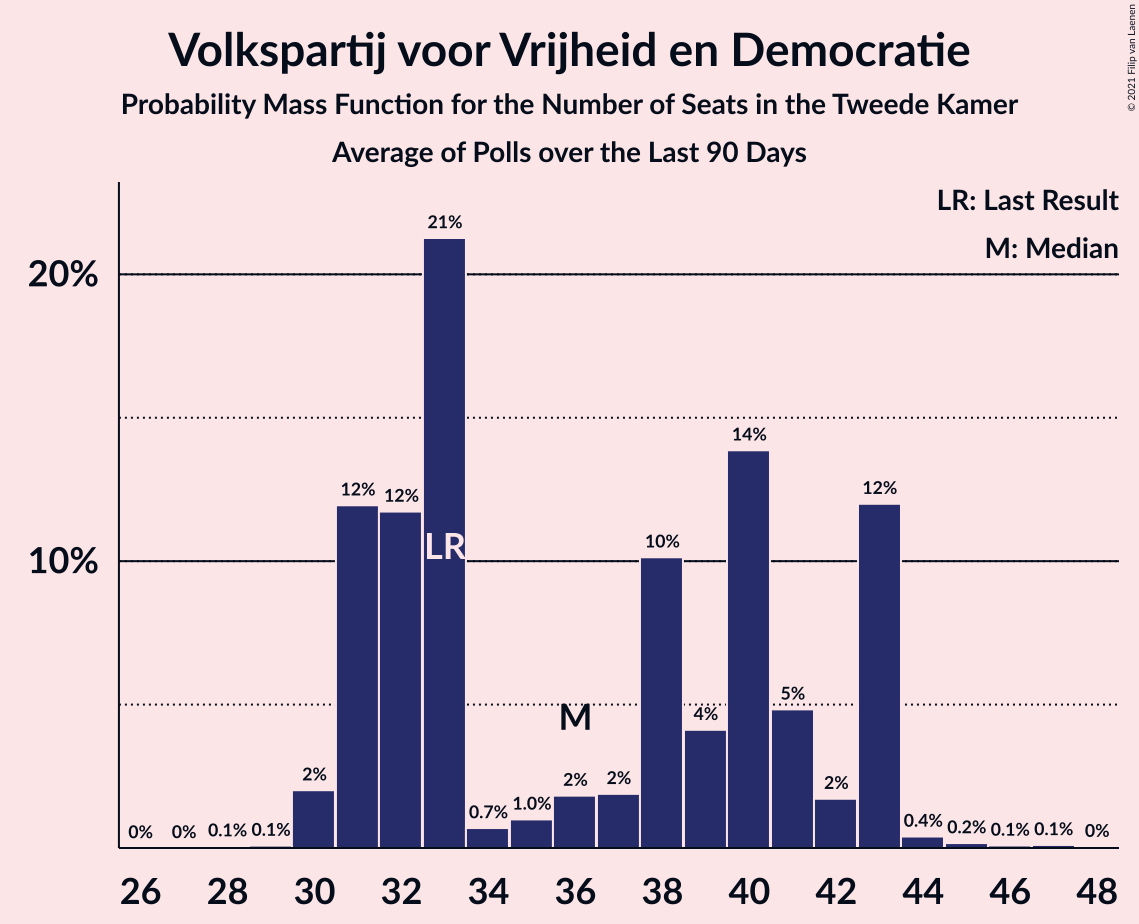 Volkspartij voor Vrijheid en Democratie
Probability Mass Function for the Number of Seats in the Tweede Kamer
Average of Polls over the Last 90 Days
© 2021 Filip van Laenen
LR: Last Result
M: Median
20%
10%
0% 0% 0.1% 0.1% 2% 12% 12% 21% 0.7% 1.0% 2% 2% 10% 4% 14% 5% 2% 12% 0.4% 0.2% 0.1% 0.1% 0%
LR
M
26 28 30 32 34 36 38 40 42 44 46 48